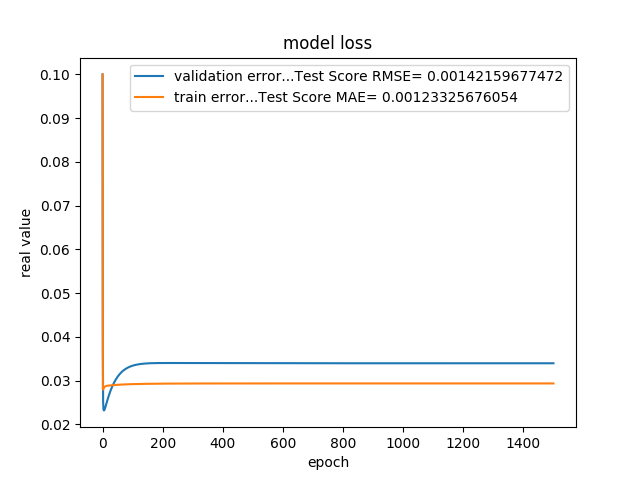 model loss
validation error...Test Score RMSE= 0.00142159677472
train error...Test Score MAE= 0.00123325676054
0.10
0.09
0.08
0.07
0.06
0.05
0.04
0.03
0.02
real value
0 200 400 600 800 1000 1200 1400
epoch